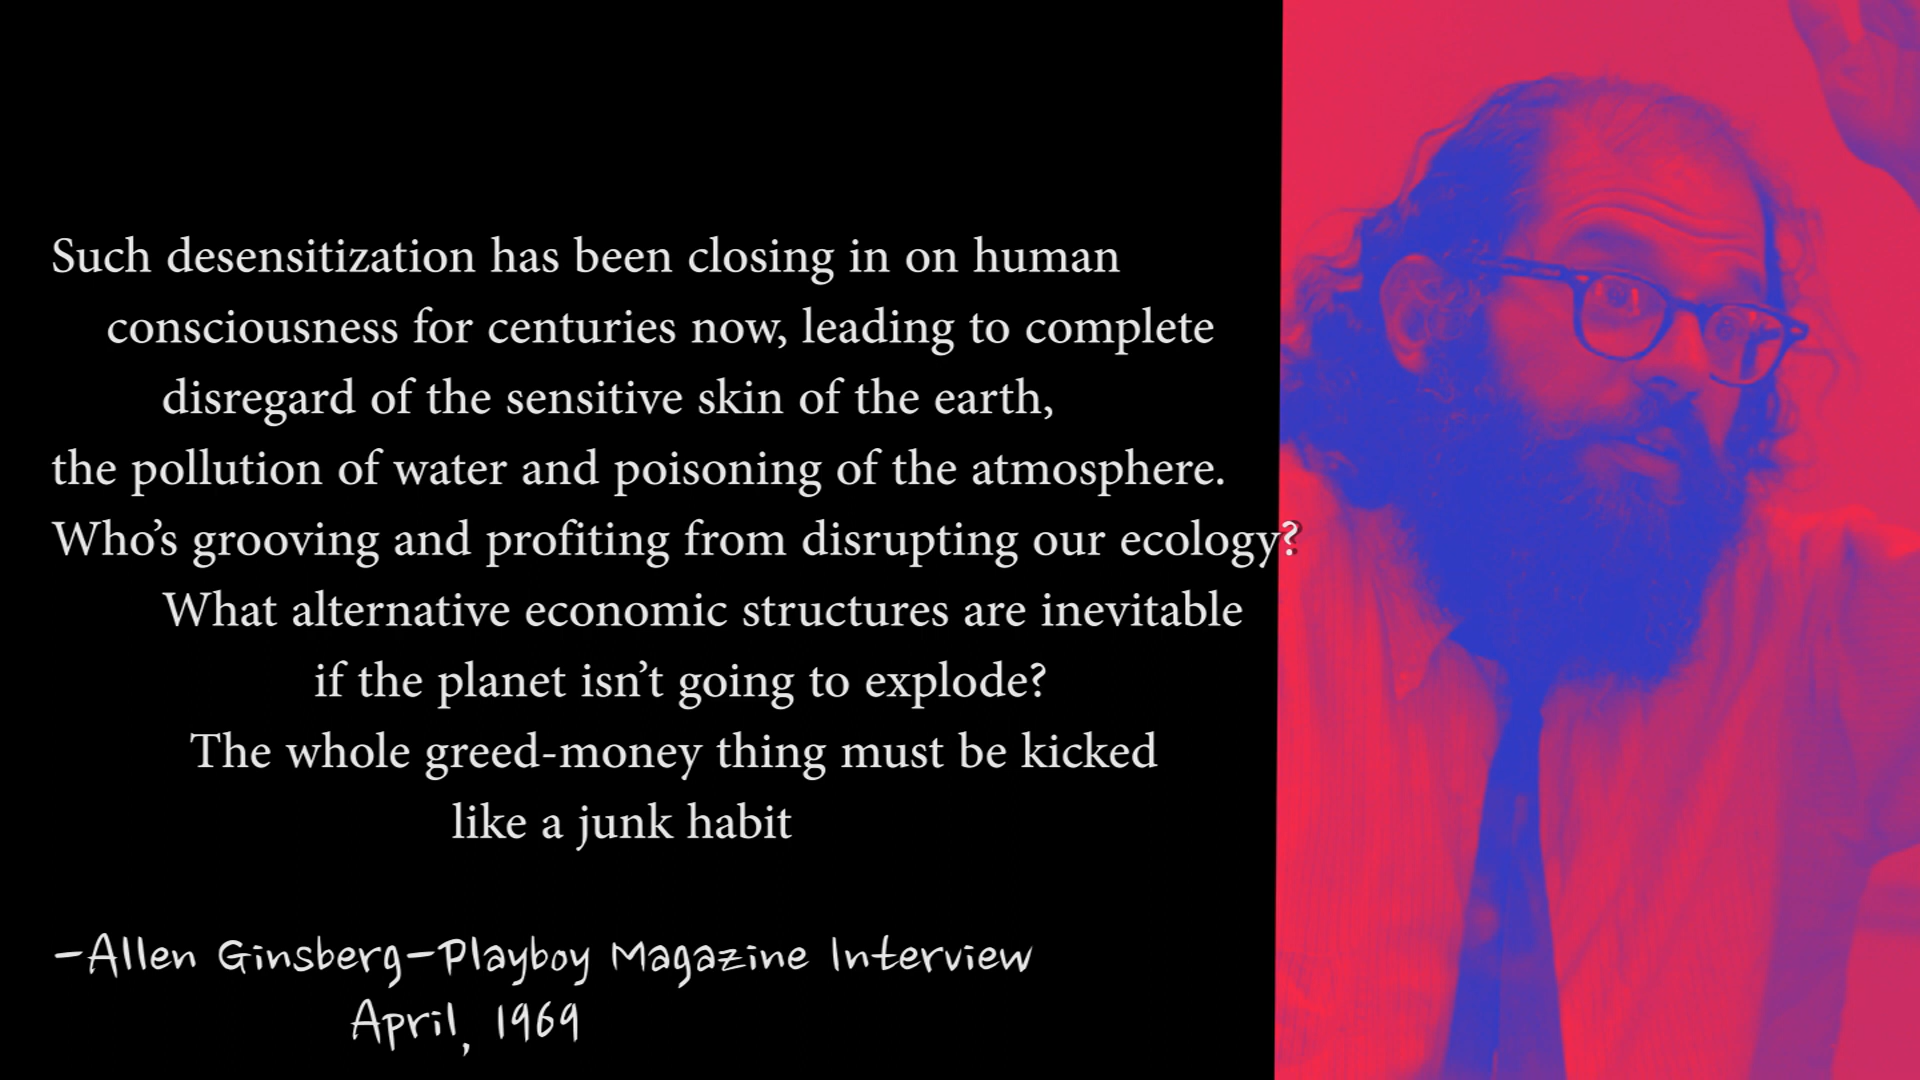 Such desensitization has been closing in on human
consciousness for centuries now, leading to complete
disregard of the sensitive skin of the earth,
the pollution of water and poisoning of the atmosphere.
Who’s grooving and profiting from disrupting our ecology?
What alternative economic structures are inevitable
if the planet isn’t going to explode?
The whole greed-money thing must be kicked
like a junk habit
–Allen Ginsberg–Playboy Magazine Interview
April, 1969